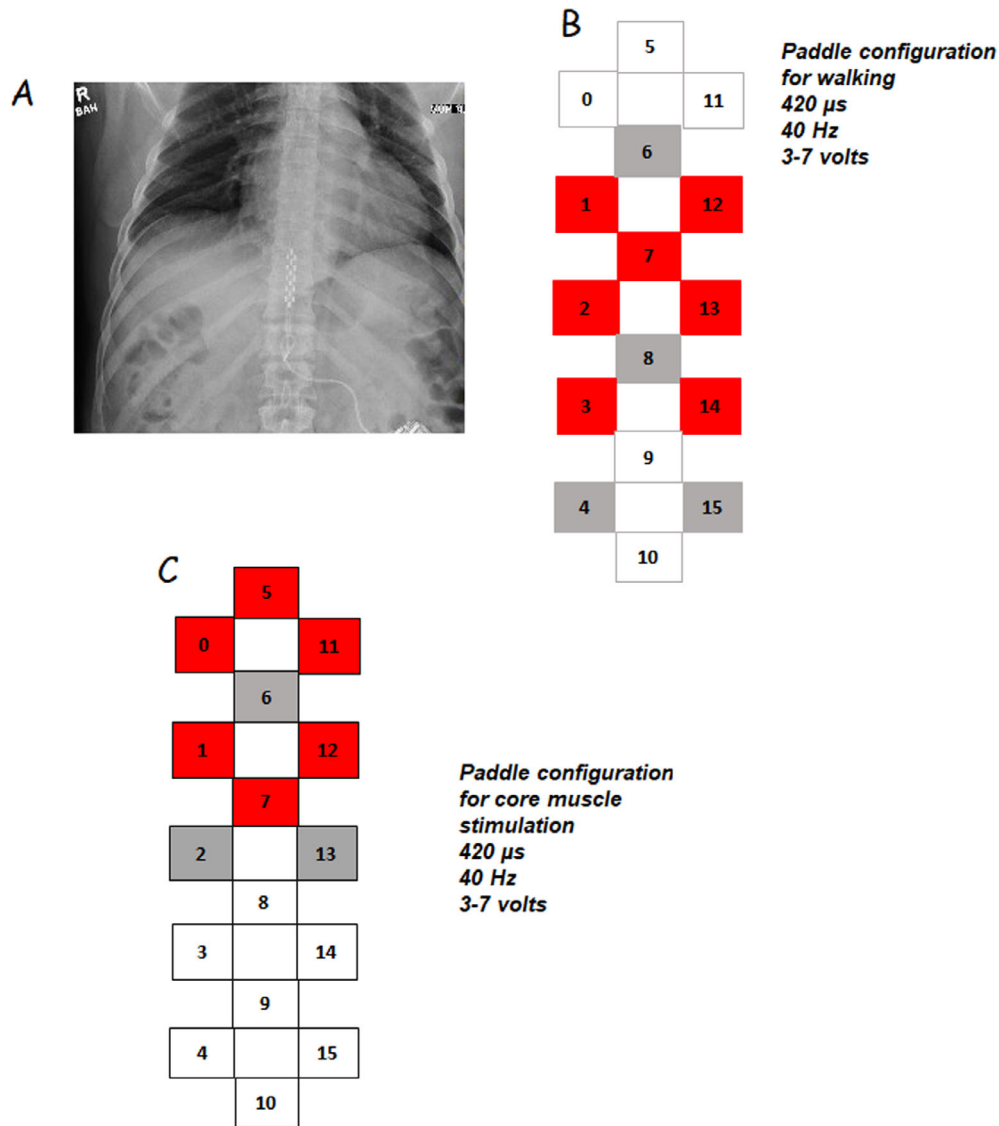 A
R
BAH
B
5
0 11
6
1 12
7
2 13
8
3 14
9
4 15
10
Paddle configuration
for walking
420 µs
40 Hz
3-7 volts
C
5
0 11
6
1 12
7
2 13
8
3 14
9
4 15
10
Paddle configuration
for core muscle
stimulation
420 µs
40 Hz
3-7 volts